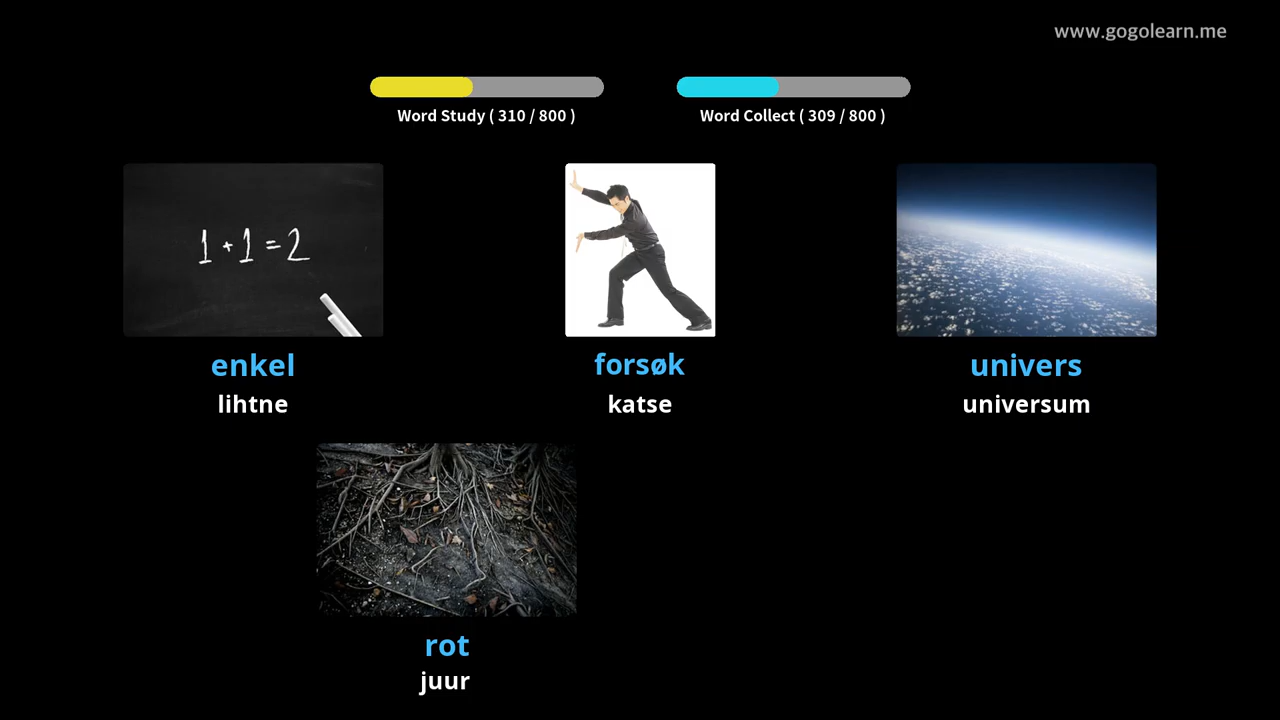 www.gogolearn.me
Word Study ( 310 / 800 )
Word Collect ( 309 / 800 )
1 + 1 = 2
enkel
forsøk
univers
lihtne
katse
universum
rot
juur